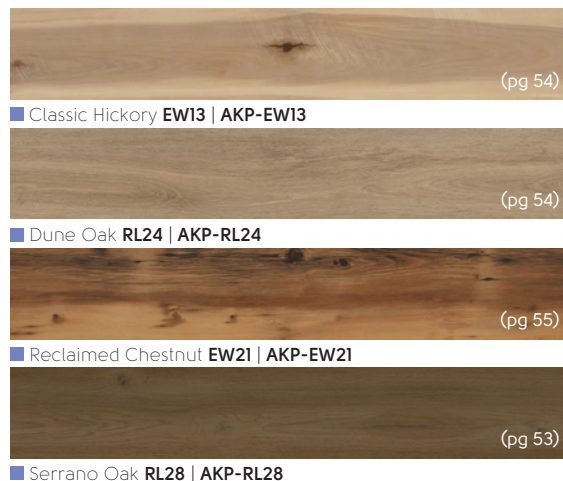 (pg 54)
Classic Hickory EW13 | AKP-EW13
(pg 54)
Dune Oak RL24 | AKP-RL24
(pg 55)
Reclaimed Chestnut EW21 | AKP-EW21
(pg 53)
Serrano Oak RL28 | AKP-RL28